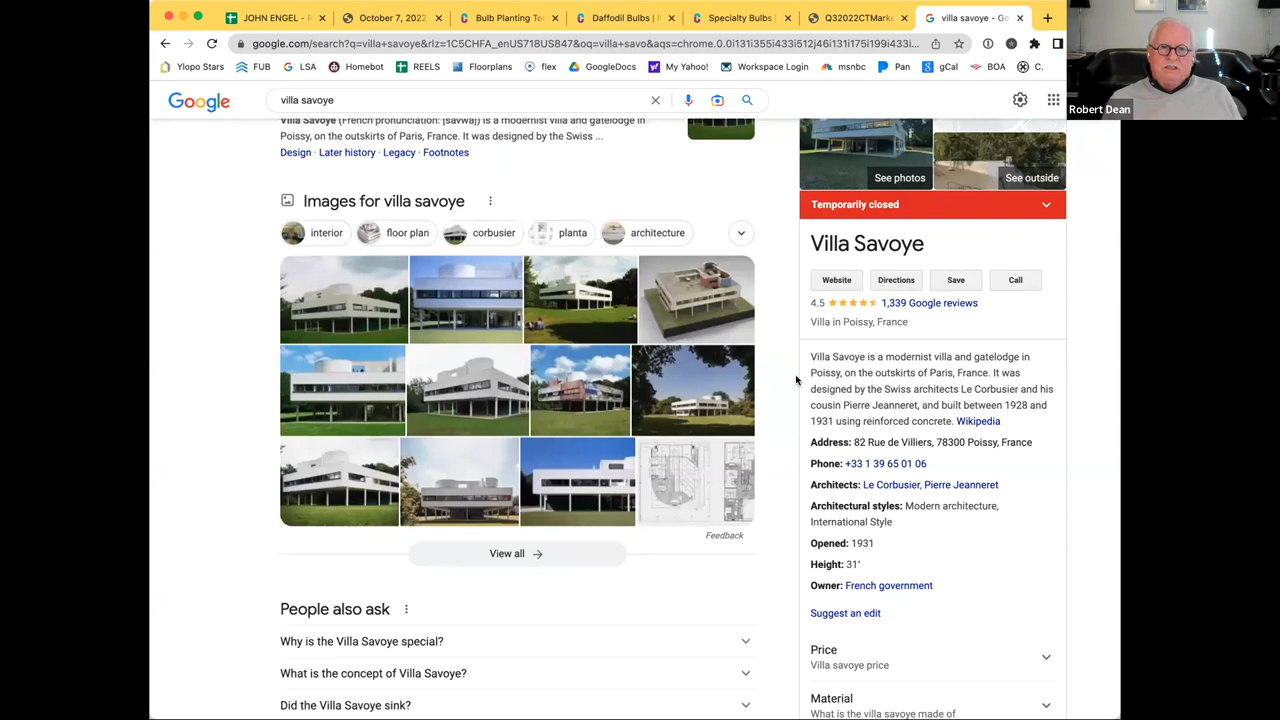 JOHN ENGEL - R
October 7, 2022
Bulb Planting To
Daffodil Bulbs |
Specialty Bulbs |
Q32022CTMark
villa savoye - Go
google.com/search?q=villa+savoye&rlz=1C5CHFA_enUS718US847&oq=villa+savo&aqs=chrome.0.0i131i355i433i512j46i131i175i199i433i...
Ylopo Stars
FUB
LSA
Homebot
REELS
Floorplans
flex
GoogleDocs
My Yahoo!
Workspace Login
msnbc
Pan
gCal
BOA
C.
Google
villa savoye
Robert Dean
Villa Savoye (French pronunciation: [savwa]) is a modernist villa and gatelodge in
Poissy, on the outskirts of Paris, France. It was designed by the Swiss ...
Design · Later history · Legacy · Footnotes
Images for villa savoye
interior
floor plan
corbusier
planta
architecture
Feedback
View all
People also ask
Why is the Villa Savoye special?
What is the concept of Villa Savoye?
Did the Villa Savoye sink?
See photos
See outside
Temporarily closed
Villa Savoye
Website
Directions
Save
Call
4.5 1,339 Google reviews
Villa in Poissy, France
Villa Savoye is a modernist villa and gatelodge in
Poissy, on the outskirts of Paris, France. It was
designed by the Swiss architects Le Corbusier and his
cousin Pierre Jeanneret, and built between 1928 and
1931 using reinforced concrete. Wikipedia
Address: 82 Rue de Villiers, 78300 Poissy, France
Phone: +33 1 39 65 01 06
Architects: Le Corbusier, Pierre Jeanneret
Architectural styles: Modern architecture,
International Style
Opened: 1931
Height: 31′
Owner: French government
Suggest an edit
Price
Villa savoye price
Material
What is the villa savoye made of